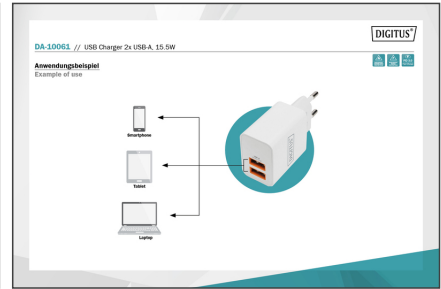 DIGITUS®
DA-10061 // USB Charger 2x USB-A, 15.5W
Anwendungsbeispiel
Example of use
Smartphone
Tablet
Laptop